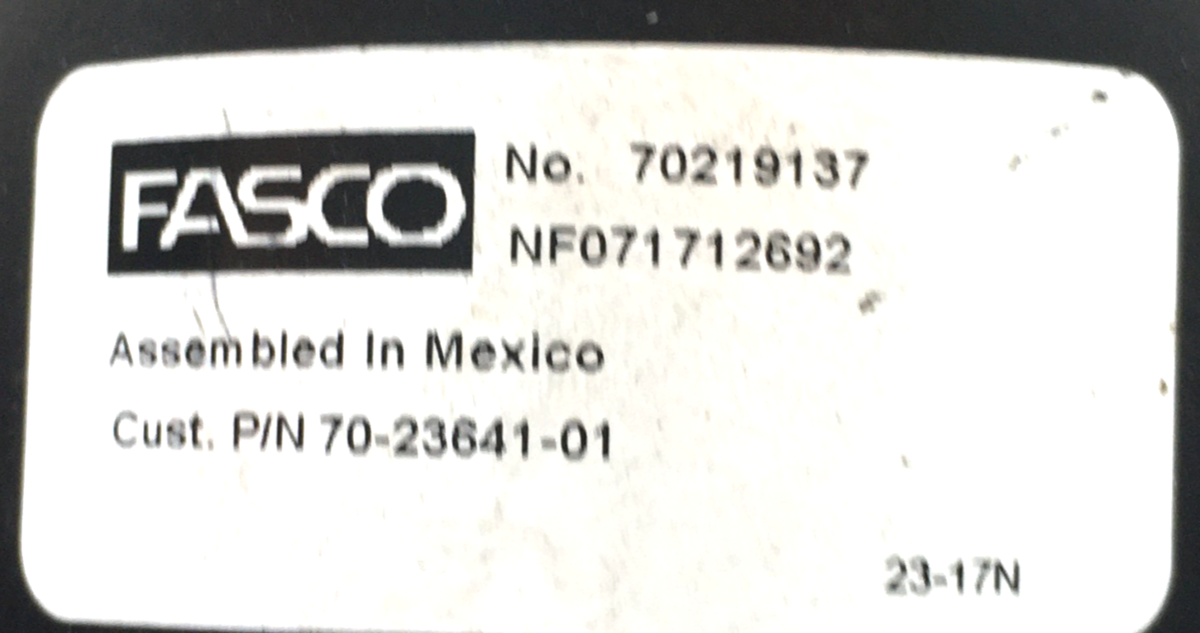 FASCO
No. 70219137
NF071712692
Assembled In Mexico
Cust. P/N 70-23641-01
23-17N